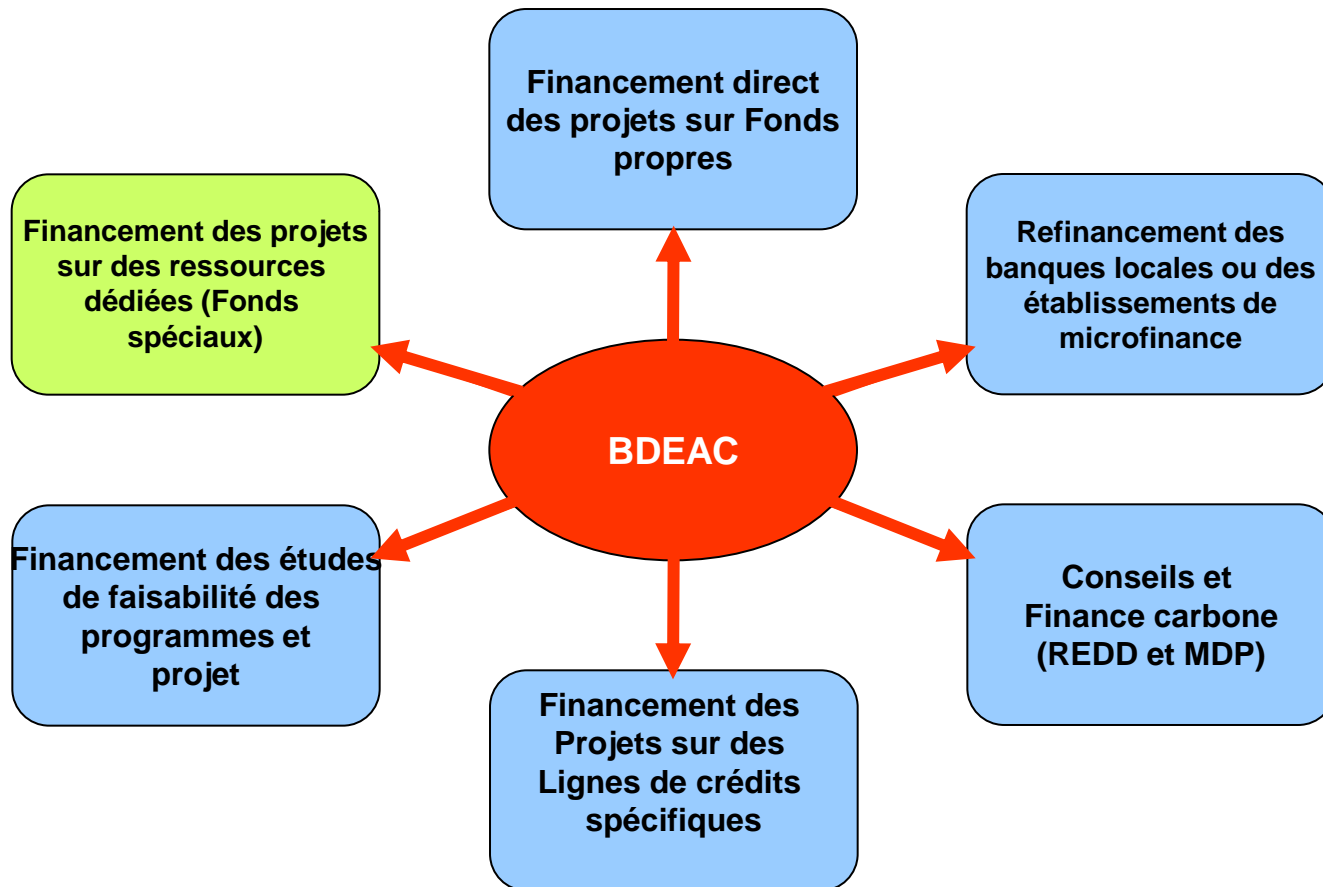 Financement direct
des projets sur Fonds
propres
Financement des projets
sur des ressources
dédiées (Fonds
spéciaux)
Refinancement des
banques locales ou des
établissements de
microfinance
BDEAC
Financement des études
de faisabilité des
programmes et
projet
Conseils et
Finance carbone
(REDD et MDP)
Financement des
Projets sur des
Lignes de crédits
spécifiques